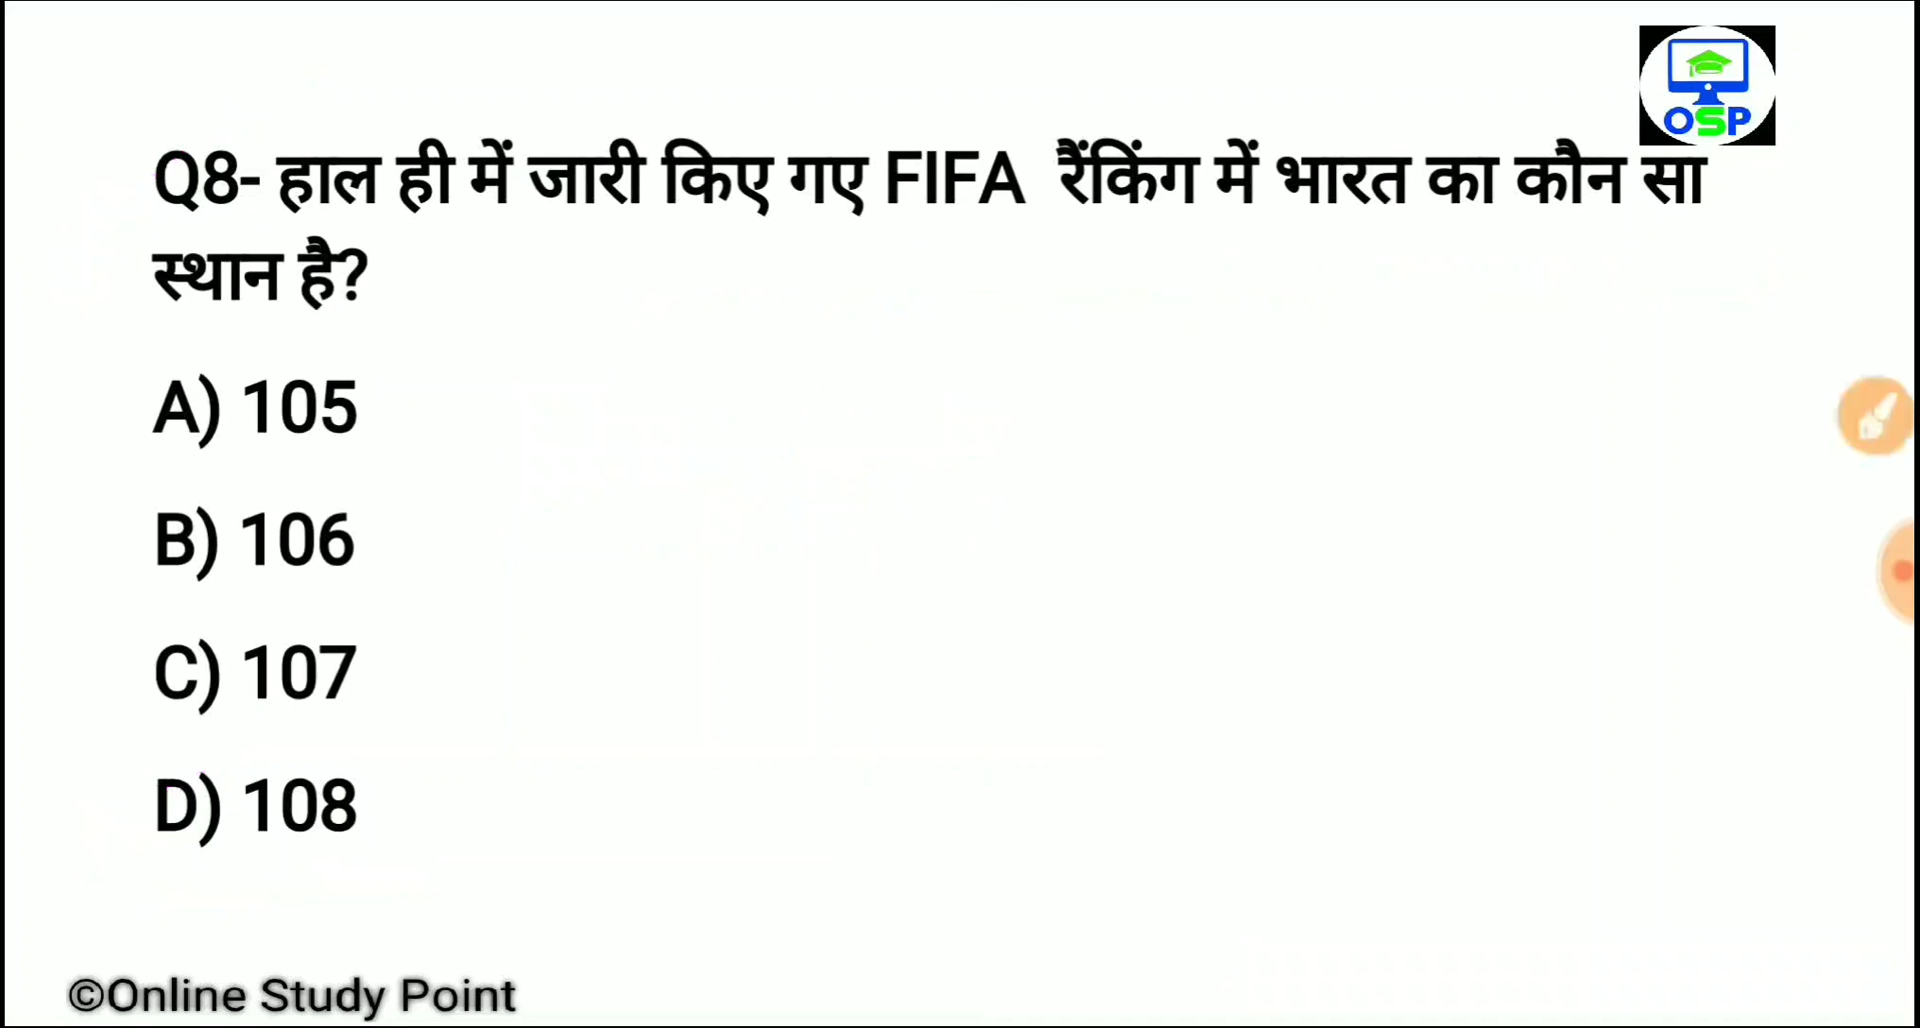 OSP
Q8- हाल ही में जारी किए गए FIFA रैंकिंग में भारत का कौन सा
स्थान है?
A) 105
B) 106
C) 107
D) 108
©Online Study Point